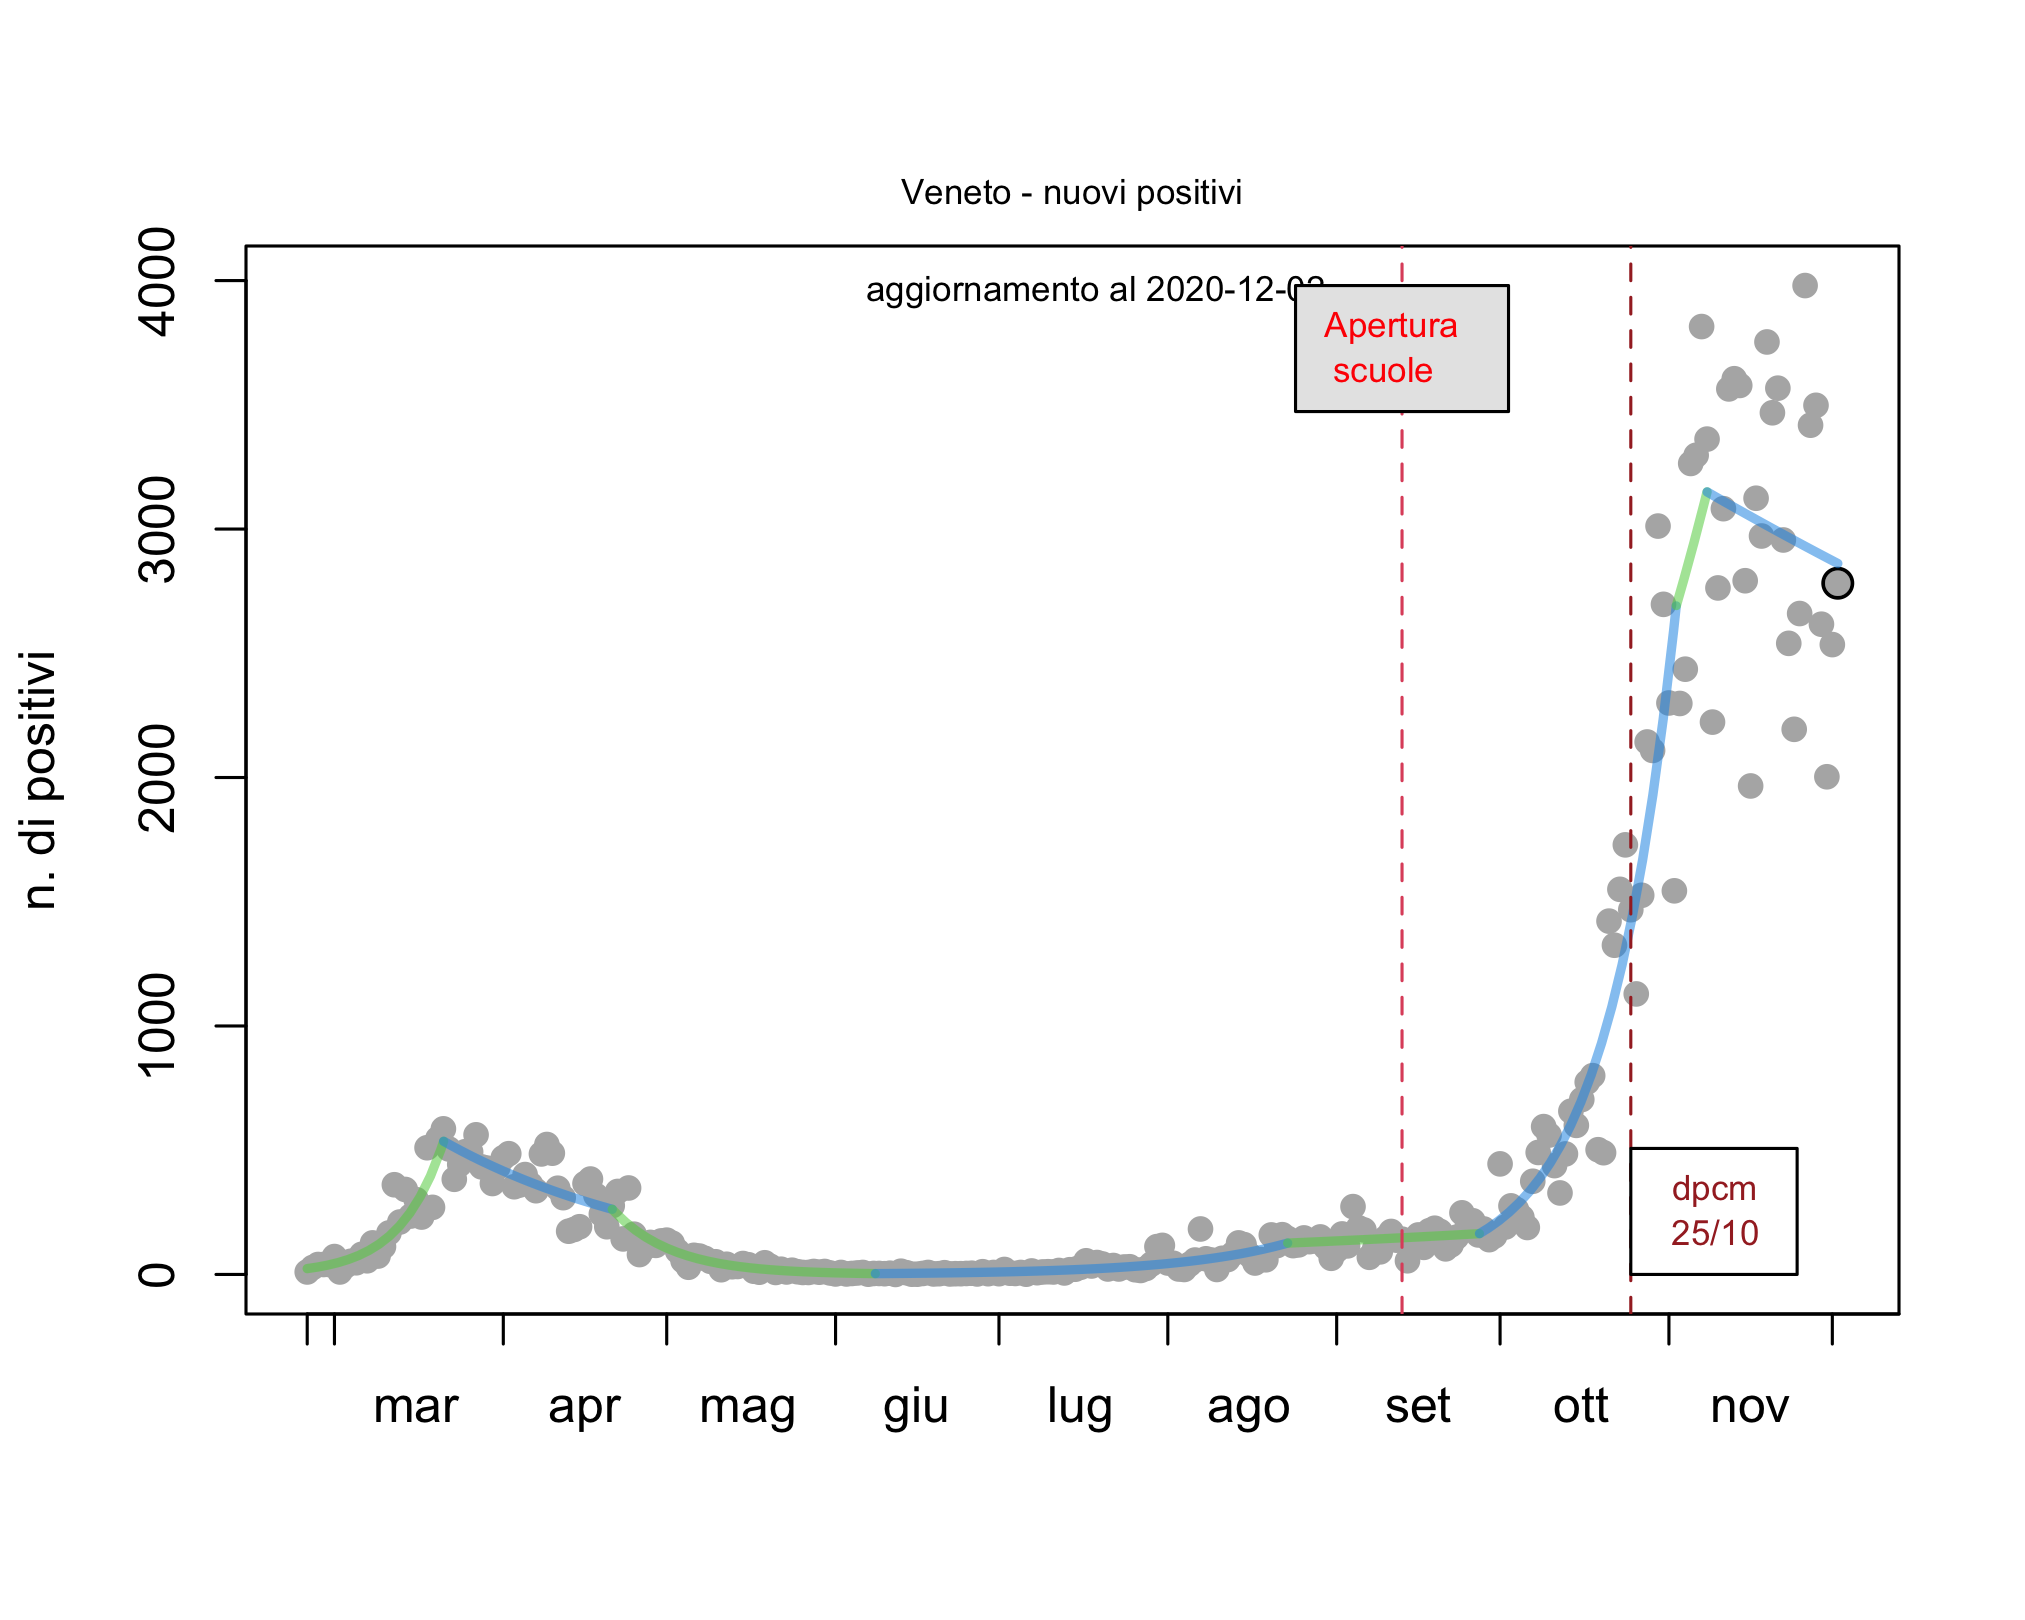 Veneto - nuovi positivi
aggiornamento al 2020-12-
Apertura
scuole
n. di positivi
4000
3000
2000
1000
0
dpcm
25/10
mar apr mag giu lug ago set ott nov